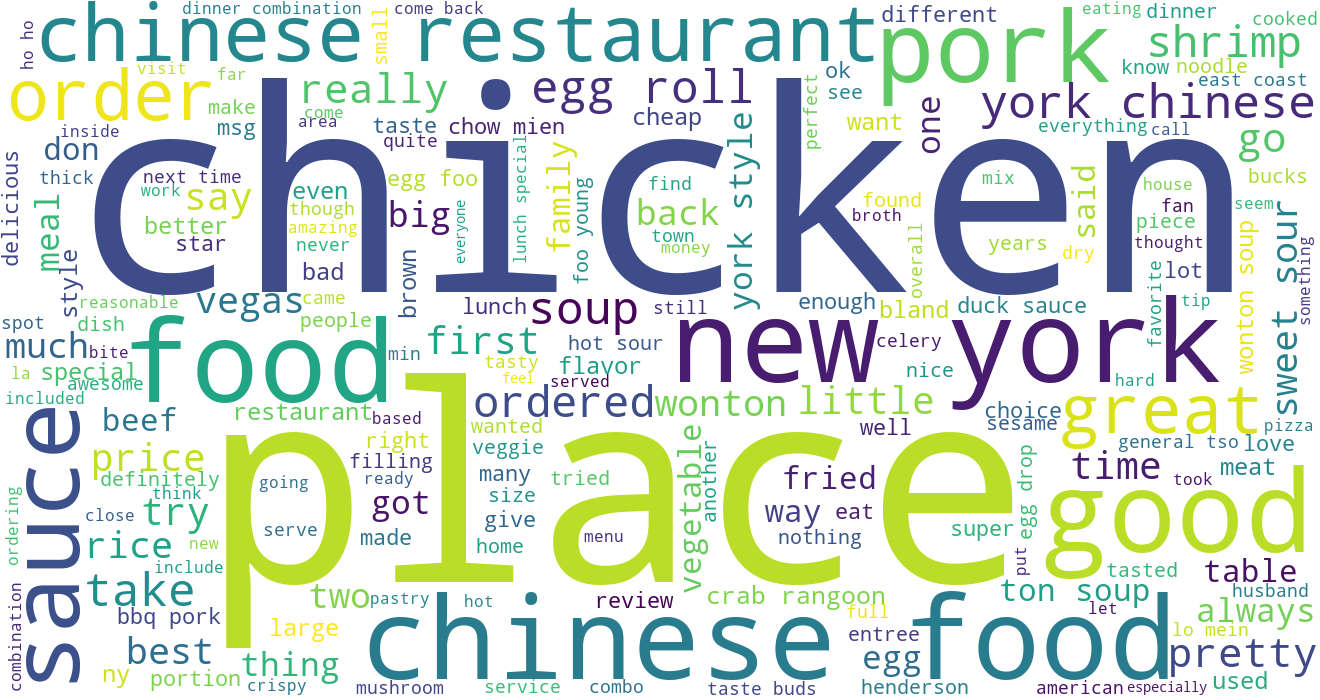 dinner combination
come back
chinese restaurant
small
ho ho
different
eating
dinner
cooked
pork
shrimp
know
noodle
east coast
order
visit
far
make
msg
really
come
egg roll
ok
see
york chinese
chicken
area
taste
quite
chow mien
cheap
perfect
want
one
everything
call
go
inside
don
thick
delicious
next time
work
say
better
star
meal
style
even
though
amazing
never
bad
egg foo
big
everyone
lunch special
family
foo young
find
back
town
money
york style
found
broth
overall
mix
years
said
dry
house
fan
piece
thought
lot
bucks
seem
sweet sour
something
wonton soup
favorite
tip
reasonable
vegas
came
people
brown
lunch
soup
still
enough
bland
duck sauce
spot
dish
much
bite
la
special
awesome
included
food
min
first
tasty
feel
served
hot sour
flavor
new york
celery
nice
hard
pizza
sauce
beef
restaurant
based
ordered
wanted
wonton
little
well
choice
sesame
great
general tso
love
price
definitely
think
right
filling
ready
veggie
many
size
tried
vegetable
another
fried
time
meat
took
ordering
close
try
going
got
place
give
way
eat
egg drop
good
super
rice
new
include
serve
made
home
menu
nothing
put
tasted
table
take
two
pastry
hot
review
crab rangoon
full
ton soup
let
husband
always
combination
bbq pork
large
best
thing
chinese food
entree
egg
lo mein
pretty
ny
portion
crispy
mushroom
service
combo
taste buds
henderson
american
especially
used